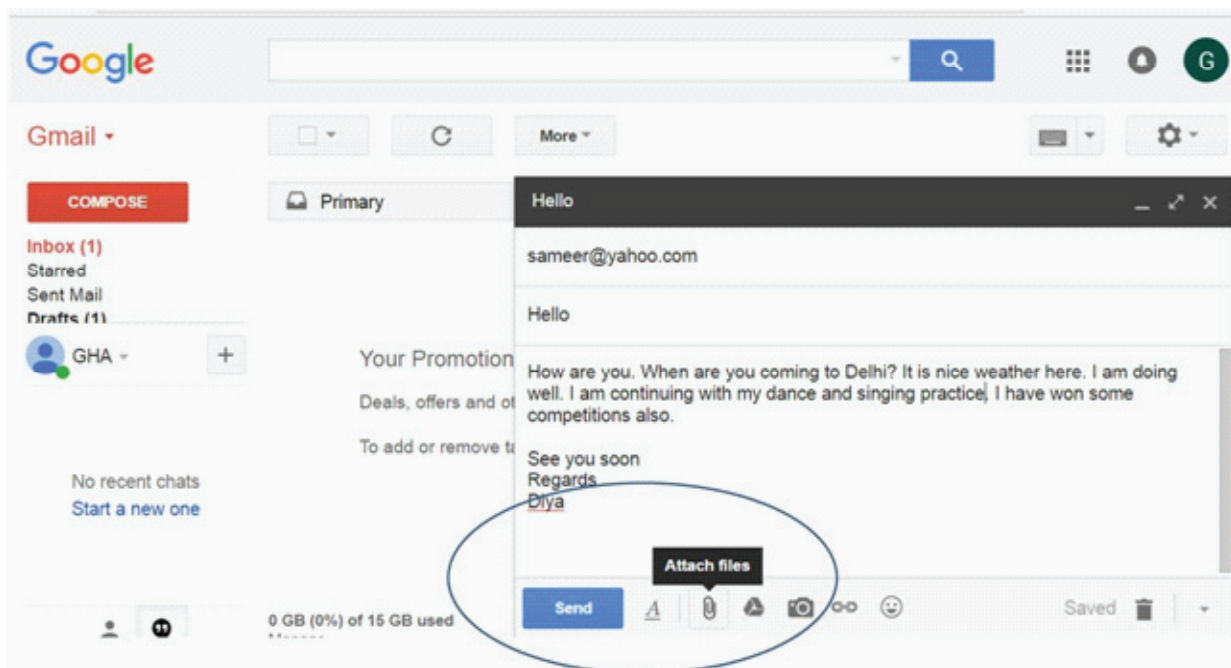 Google
G
Gmail
More
COMPOSE
Primary
Hello
Inbox (1)
Starred
Sent Mail
Drafts (1)
sameer@yahoo.com
Hello
GHA
Your Promotion
Deals, offers and ot
To add or remove ta
How are you. When are you coming to Delhi? It is nice weather here. I am doing
well. I am continuing with my dance and singing practice, I have won some
competitions also.
See you soon
Regards
Diya
No recent chats
Start a new one
Attach files
Send
A
Saved
0 GB (0%) of 15 GB used